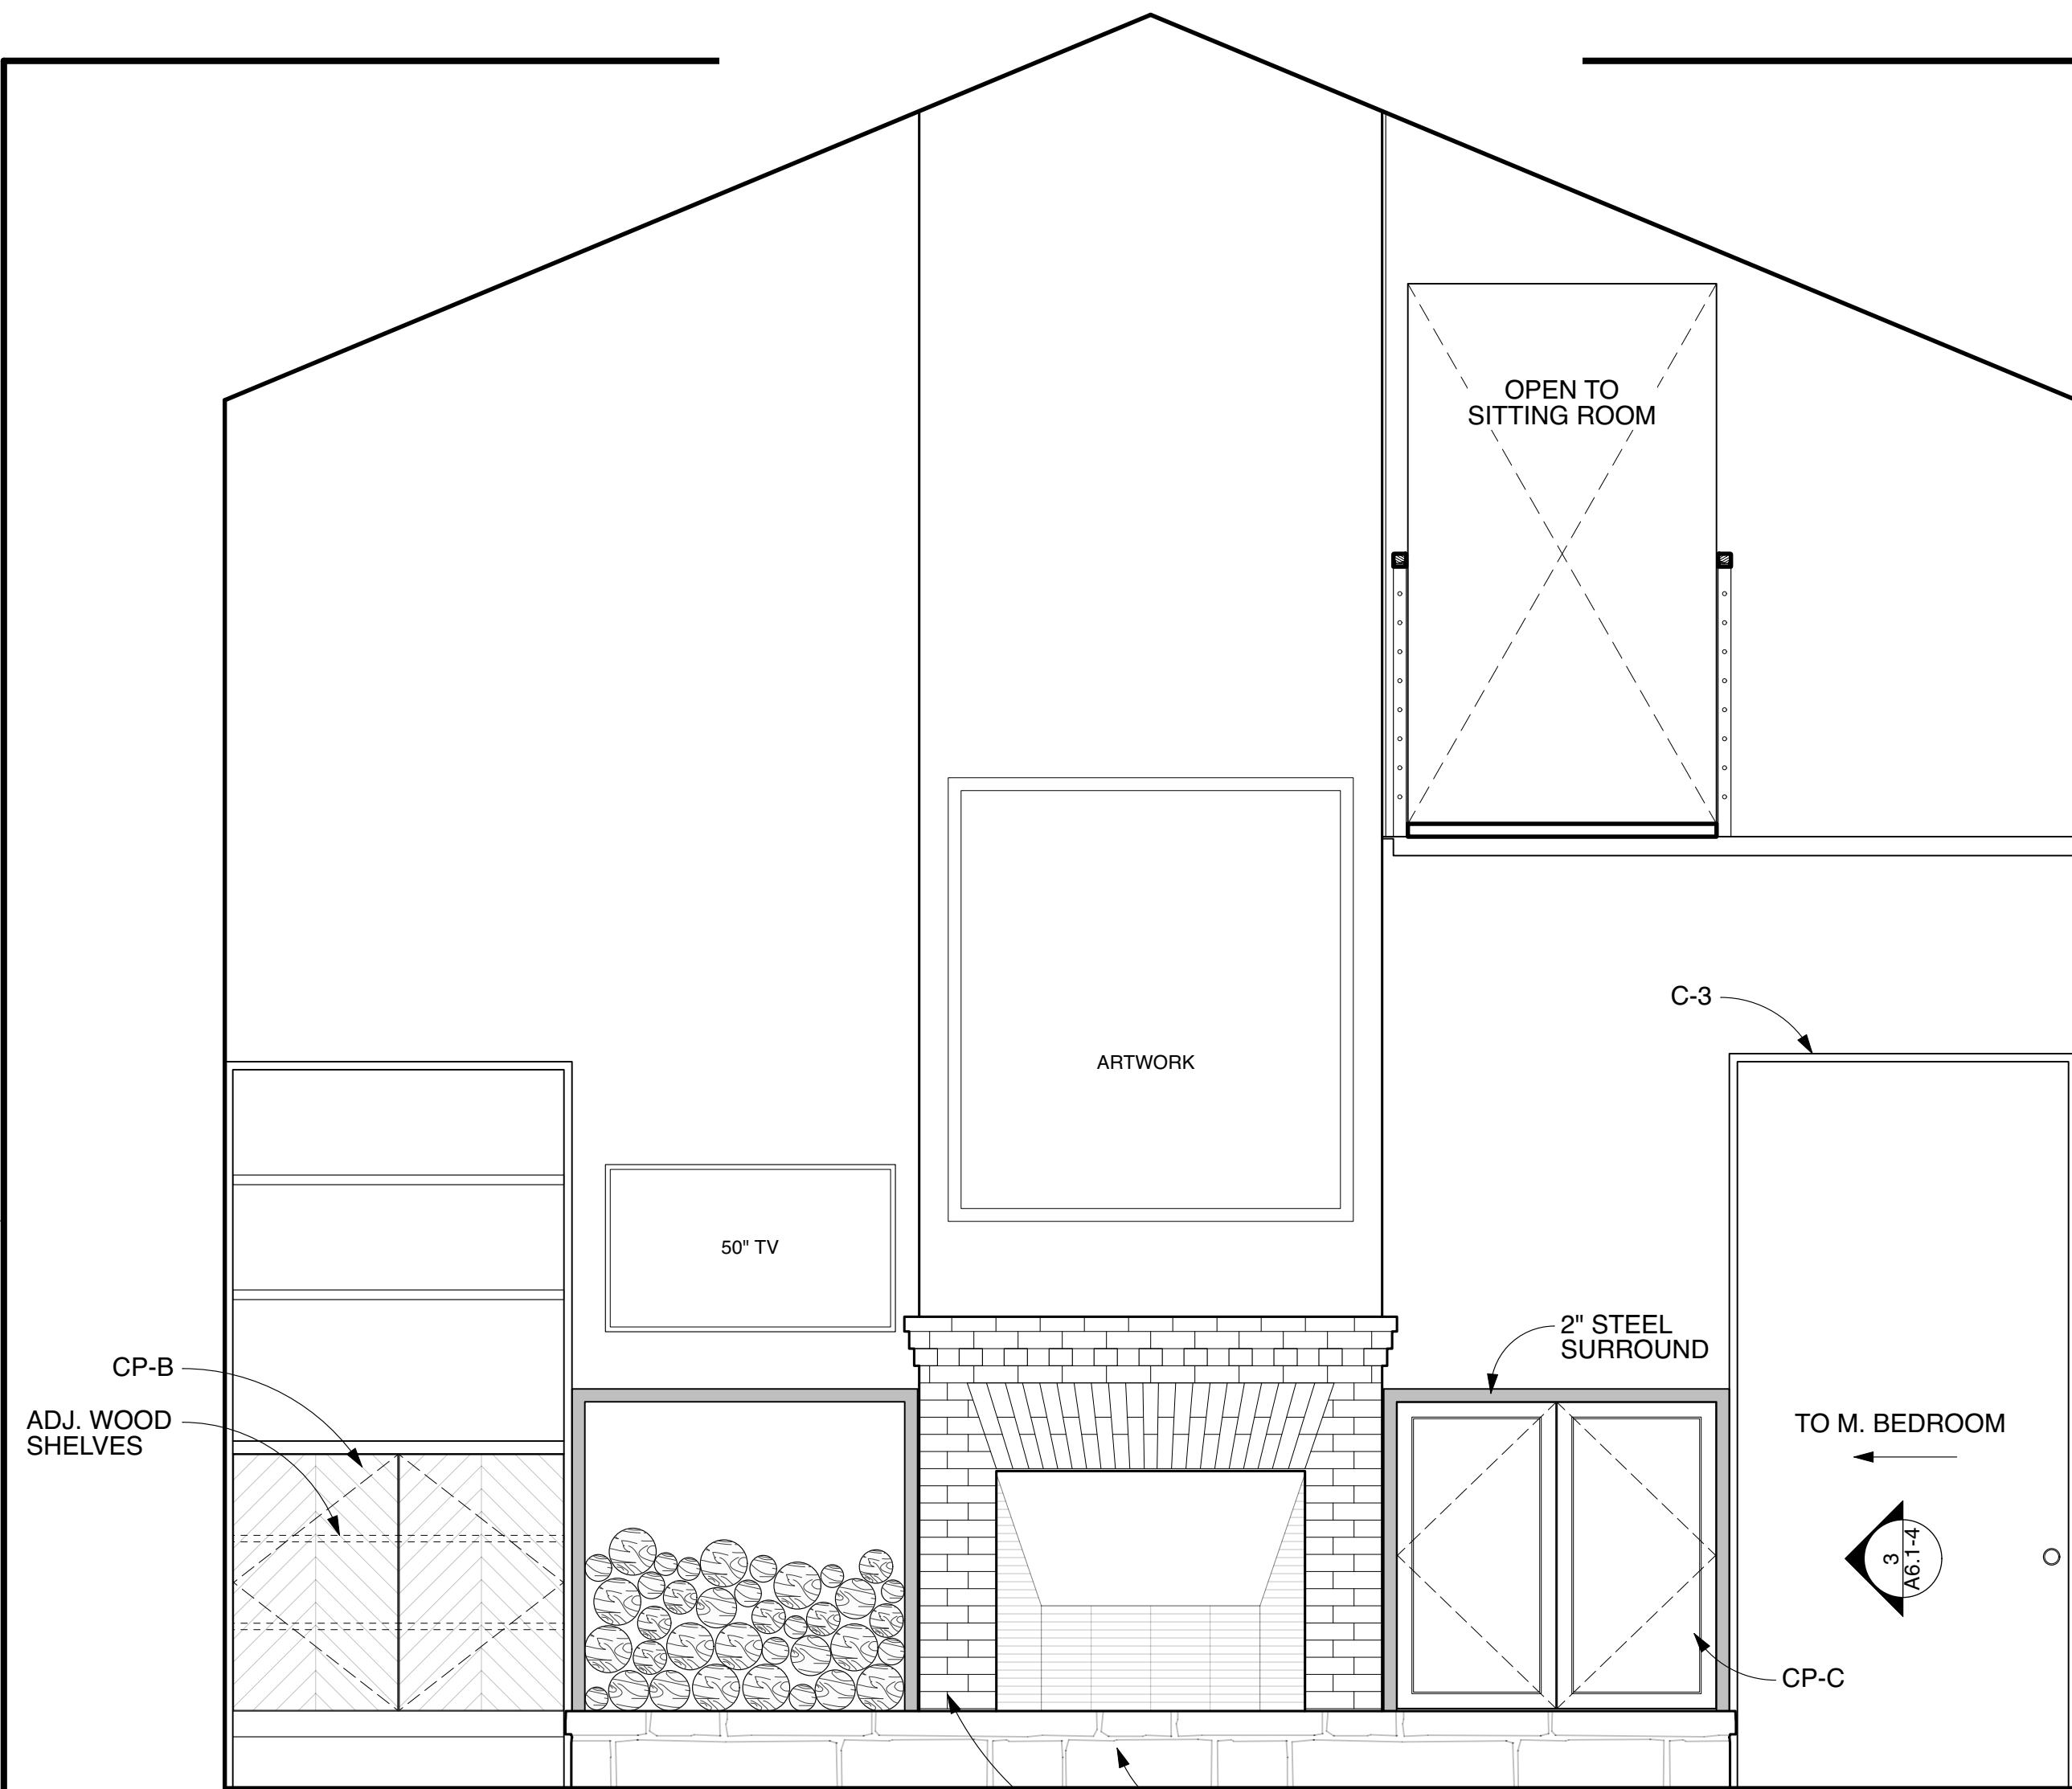 OPEN TO
SITTING ROOM
C-3
ARTWORK
50" TV
2" STEEL
SURROUND
CP-B
ADJ. WOOD
SHELVES
TO M. BEDROOM
3
A6.1-4
CP-C